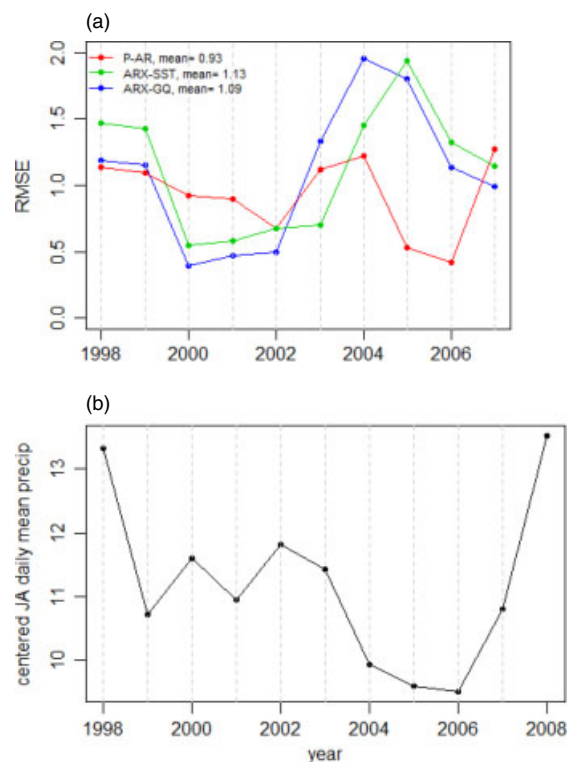 (a)
2.0
1.5
1.0
0.5
0.0
RMSE
P-AR, mean= 0.93
ARX-SST, mean= 1.13
ARX-GQ, mean= 1.09
1998 2000 2002 2004 2006
(b)
13
12
11
10
centered JA daily mean precip
1998 2000 2002 2004 2006 2008
year